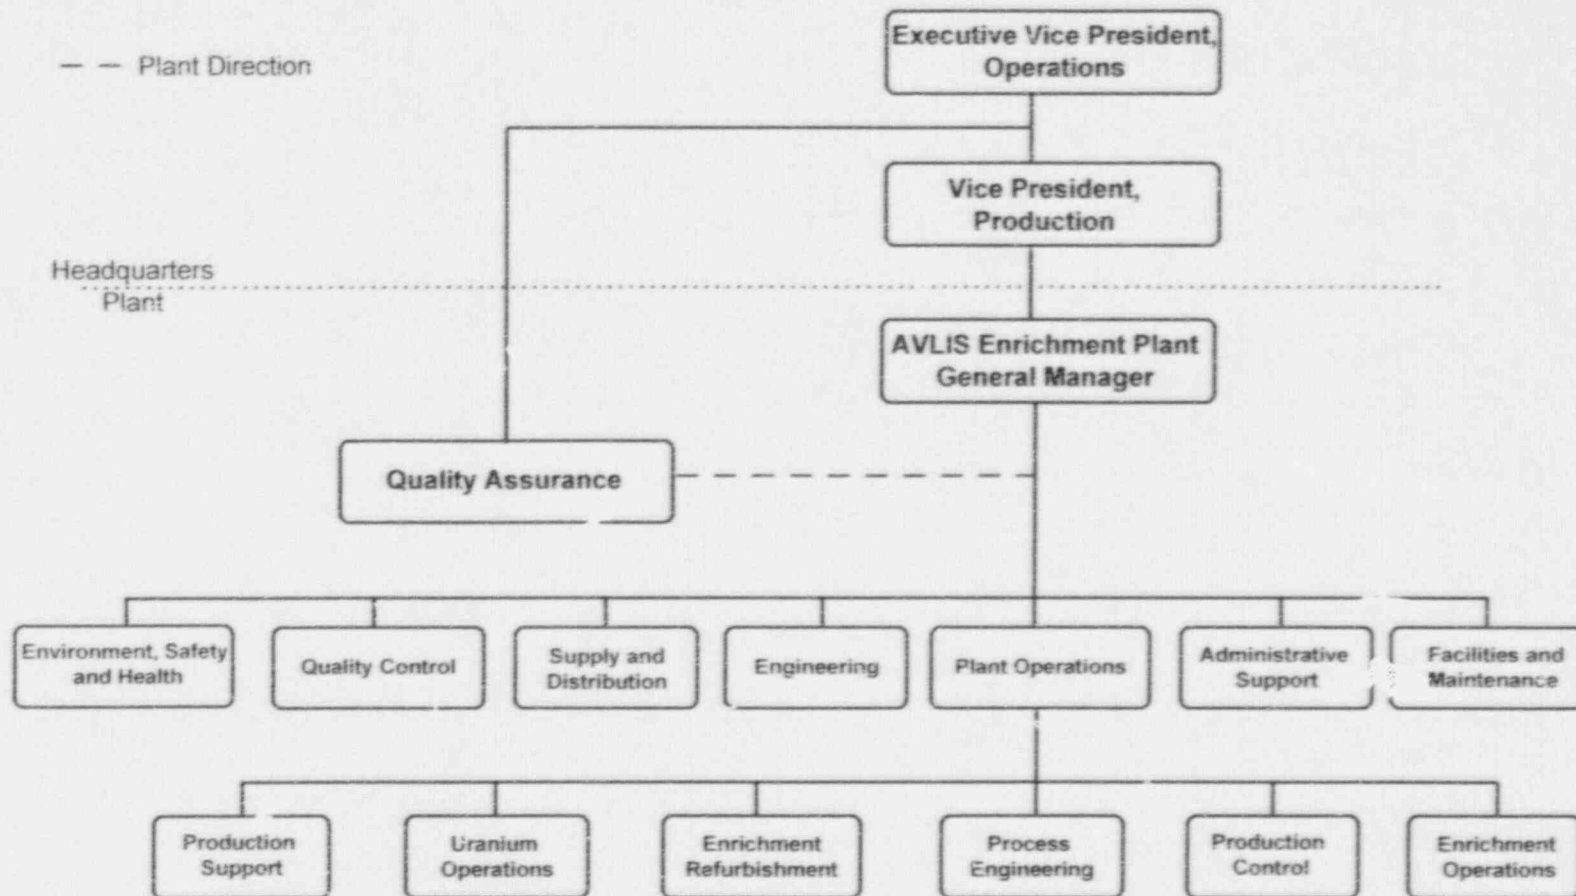 Executive Vice President,
Operations
— — Plant Direction
Vice President,
Production
Headquarters
Plant
AVLIS Enrichment Plant
General Manager
Quality Assurance
Environment, Safety
and Health
Quality Control
Supply and
Distribution
Engineering
Plant Operations
Administrative
Support
Facilities and
Maintenance
Production
Support
Uranium
Operations
Enrichment
Refurbishment
Process
Engineering
Production
Control
Enrichment
Operations